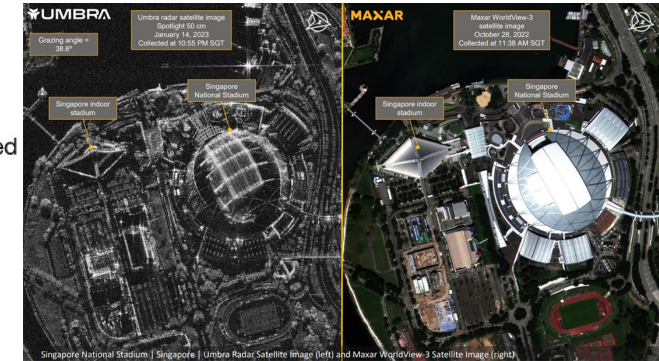 UMBRA
Umbra radar satellite image
Spotlight 50 cm
January 14, 2023
Collected at 10:55 PM SGT
Grazing angle =
38.6º
Singapore indoor
stadium
Singapore
National Stadium
ed
MAXAR
Maxar WorldView-3
satellite image
October 28, 2022
Collected at 11:38 AM SGT
Singapore indoor
stadium
Singapore
National Stadium
Singapore National Stadium | Singapore | Umbra Radar Satellite Image (left) and Maxar WorldView-3 Satellite Image (right)